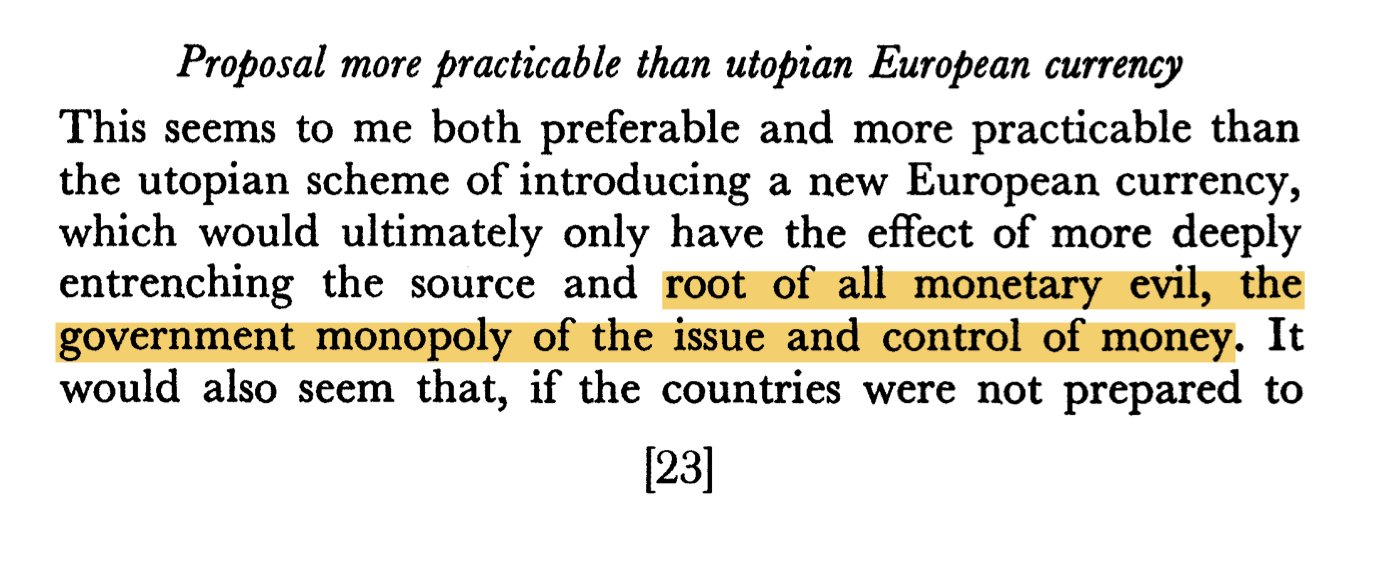 Proposal more practicable than utopian European currency
This seems to me both preferable and more practicable than
the utopian scheme of introducing a new European currency,
which would ultimately only have the effect of more deeply
entrenching the source and root of all monetary evil, the
government monopoly of the issue and control of money. It
would also seem that, if the countries were not prepared to
[23]